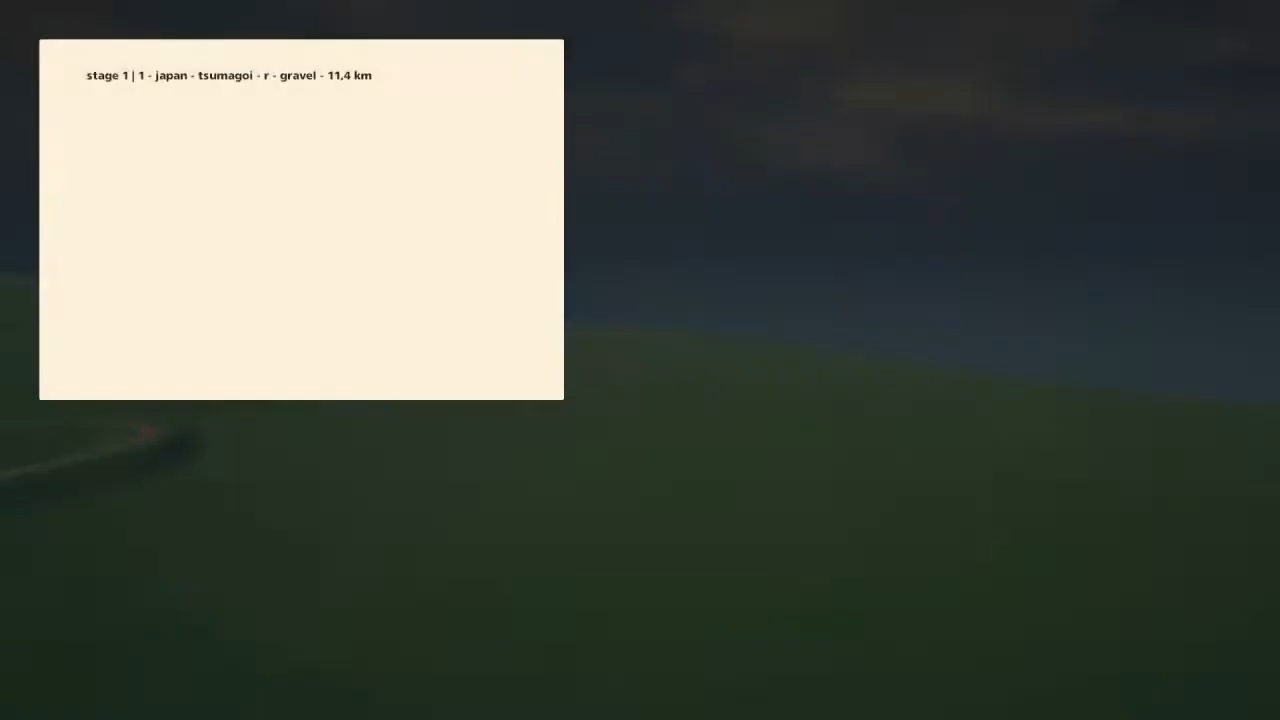 stage 1 | 1 - japan - tsumagoi - r - gravel - 11,4 km